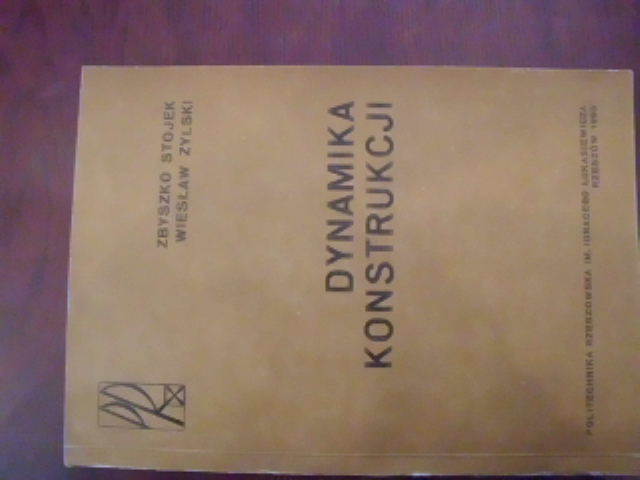 ZBYSZKO STOJEK
WIESŁAW ŻYLSKI
DYNAMIKA
KONSTRUKCJI
POLITECHNIKA RZESZOWSKA IM. IGNACEGO ŁUKASIEWICZA
RZESZÓW